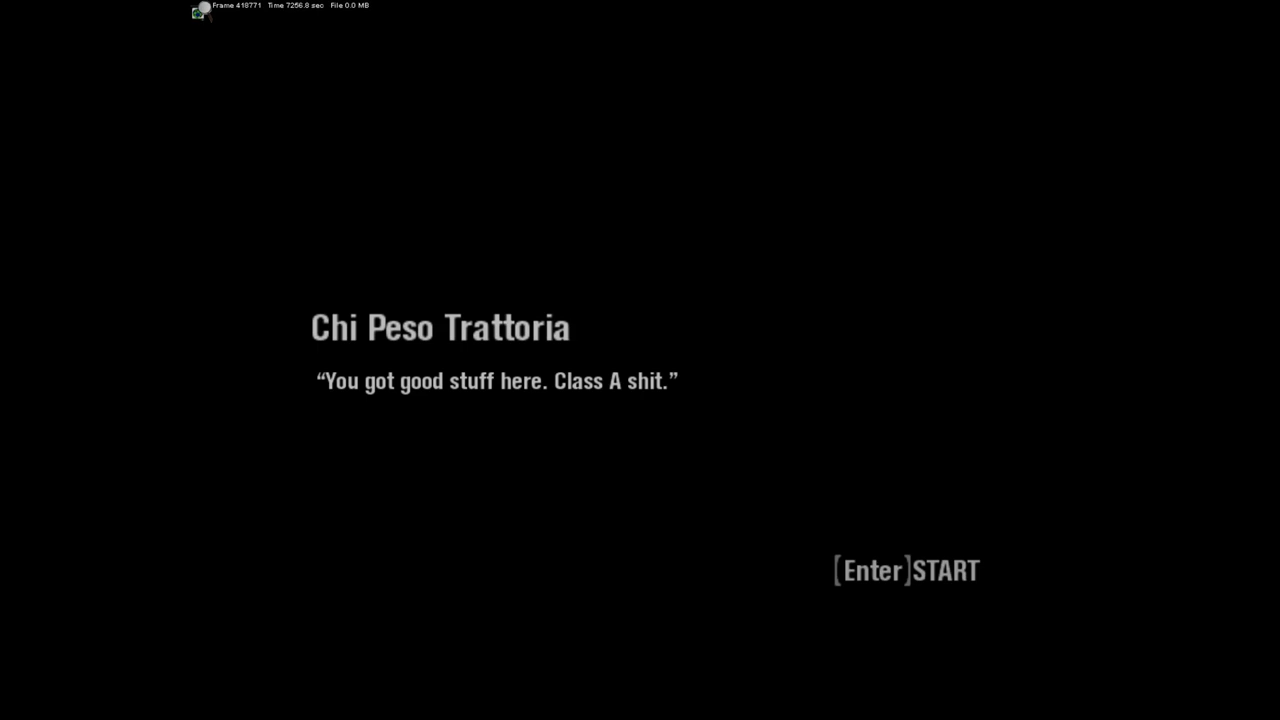 Frame 418771 Time 7256.8 sec File 0.0 MB
Chi Peso Trattoria
“You got good stuff here. Class A shit.”
[Enter]START